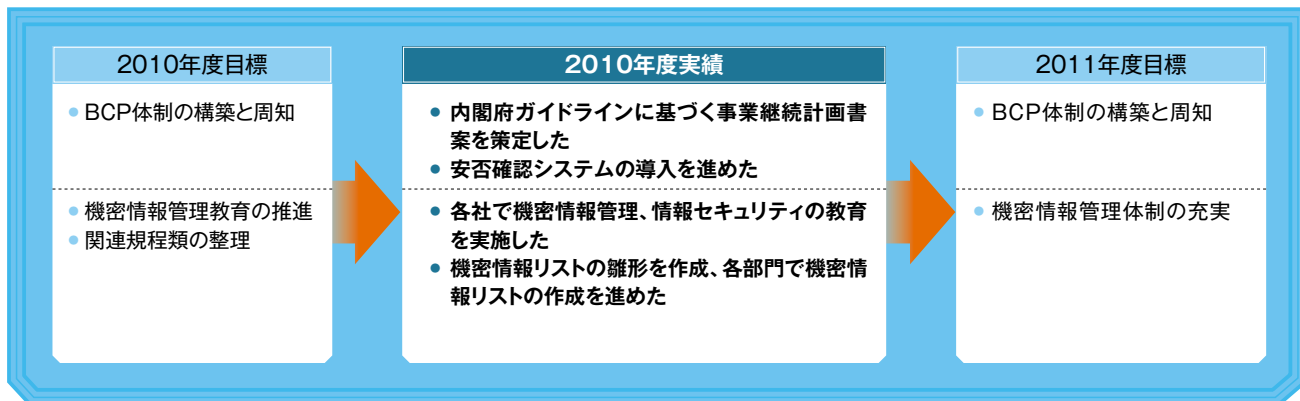 2010年度目標
• BCP体制の構築と周知
• 機密情報管理教育の推進
• 関連規程類の整理
2010年度実績
• 内閣府ガイドラインに基づく事業継続計画書
案を策定した
• 安否確認システムの導入を進めた
• 各社で機密情報管理、情報セキュリティの教育
を実施した
• 機密情報リストの雛形を作成、各部門で機密情
報リストの作成を進めた
2011年度目標
• BCP体制の構築と周知
• 機密情報管理体制の充実